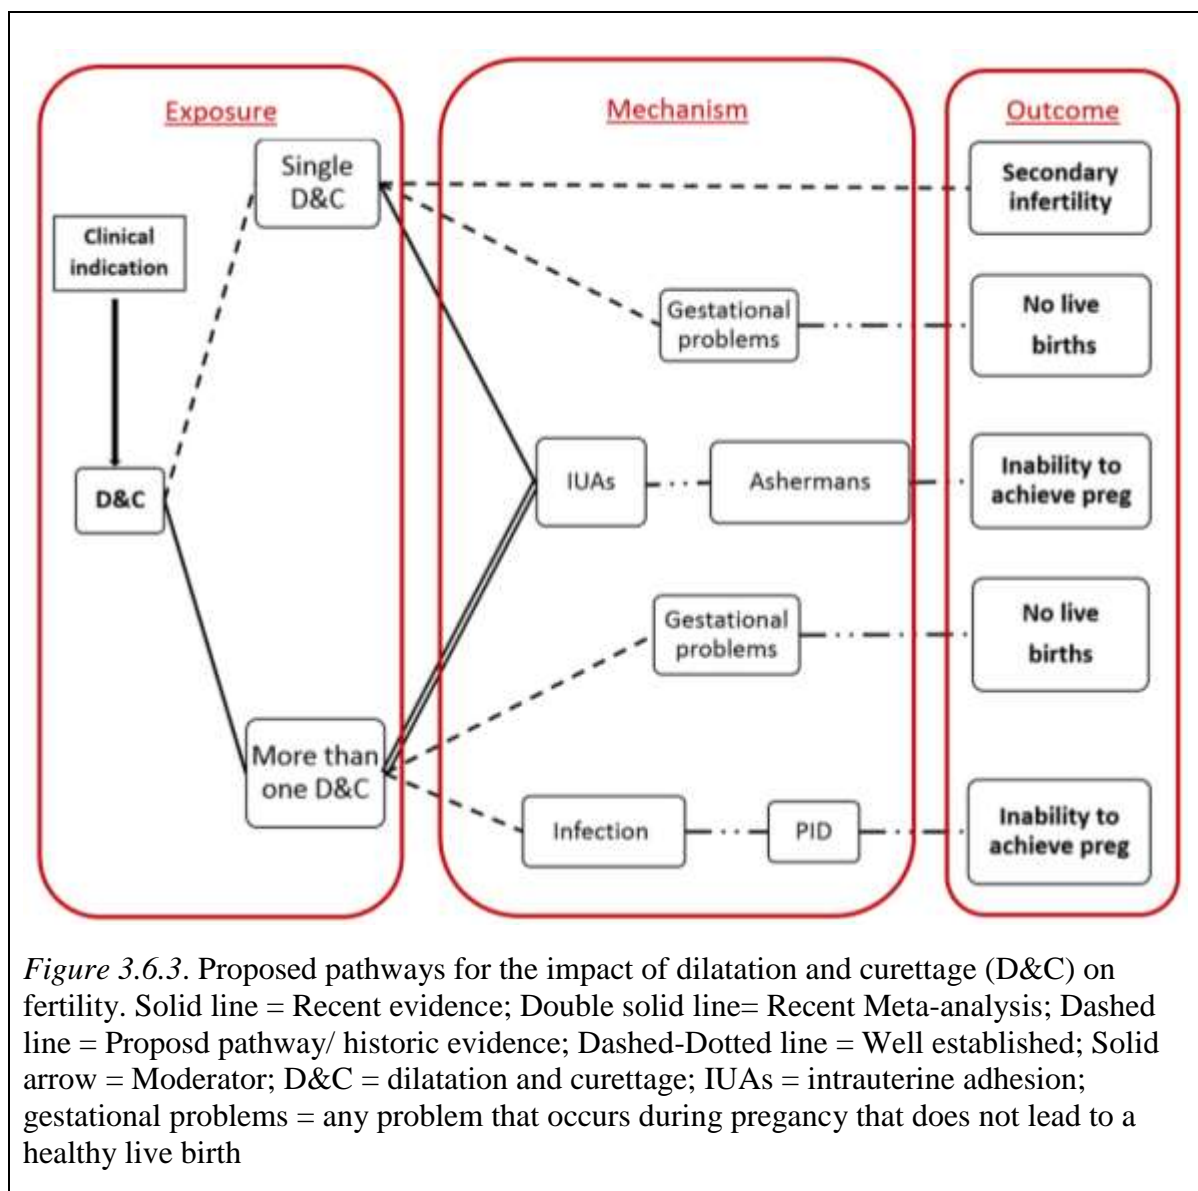 Exposure
Mechanism
Outcome
Single
D&C
Secondary
infertility
Clinical
indication
Gestational
problems
No live
births
D&C
IUAs
Ashermans
Inability to
achieve preg
Gestational
problems
No live
births
More than
one D&C
Infection
PID
Inability to
achieve preg
Figure 3.6.3. Proposed pathways for the impact of dilatation and curettage (D&C) on
fertility. Solid line = Recent evidence; Double solid line= Recent Meta-analysis; Dashed
line = Proposd pathway/ historic evidence; Dashed-Dotted line = Well established; Solid
arrow = Moderator; D&C = dilatation and curettage; IUAs = intrauterine adhesion;
gestational problems = any problem that occurs during pregancy that does not lead to a
healthy live birth